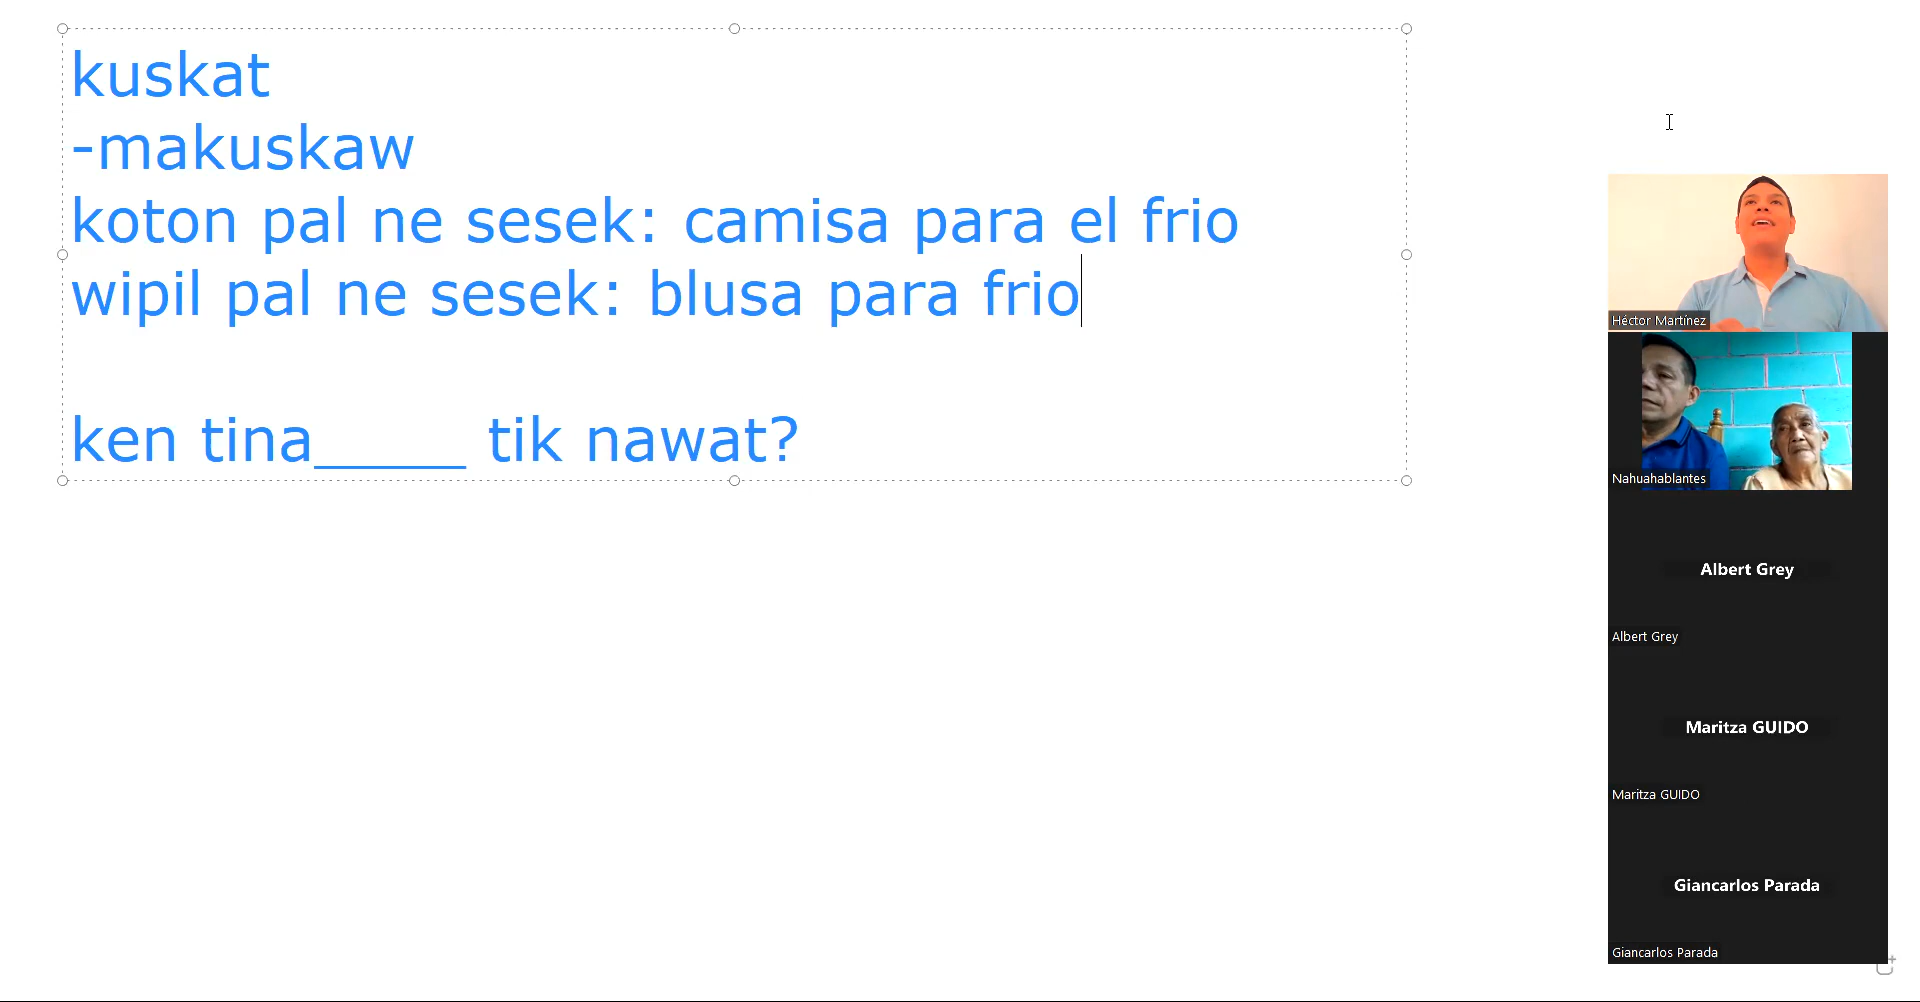 kuskat
-makuskaw
koton pal ne sesek: camisa para el frio
wipil pal ne sesek: blusa para frio
ken tina_____ tik nawat?
Héctor Martínez
Nahuahablantes
Albert Grey
Albert Grey
Maritza GUIDO
Maritza GUIDO
Giancarlos Parada
Giancarlos Parada